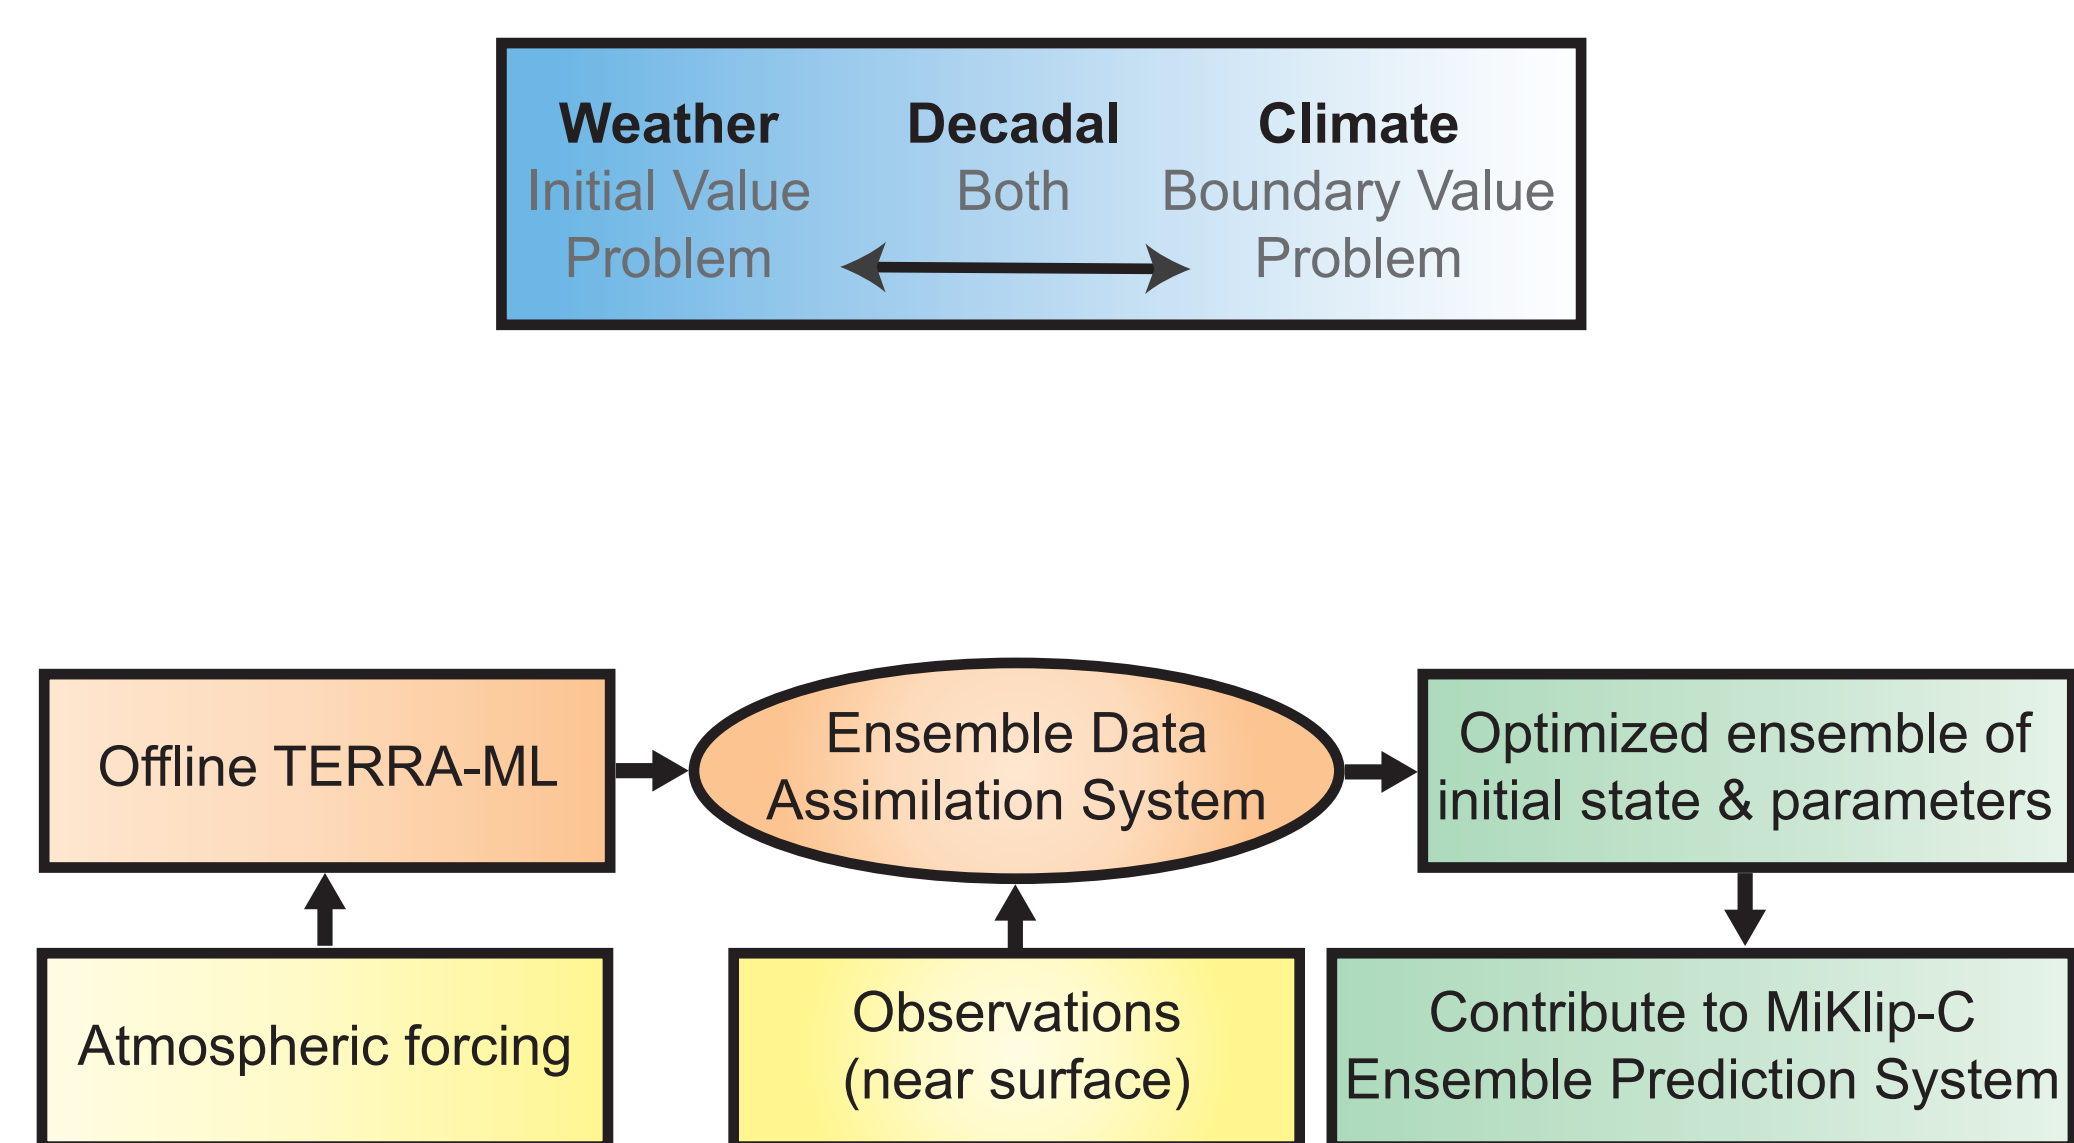 Weather
Decadal
Climate
Initial Value
Both
Boundary Value
Problem
Problem
Offline TERRA-ML
Ensemble Data
Assimilation System
Optimized ensemble of
initial state & parameters
Atmospheric forcing
Observations
(near surface)
Contribute to MiKlip-C
Ensemble Prediction System